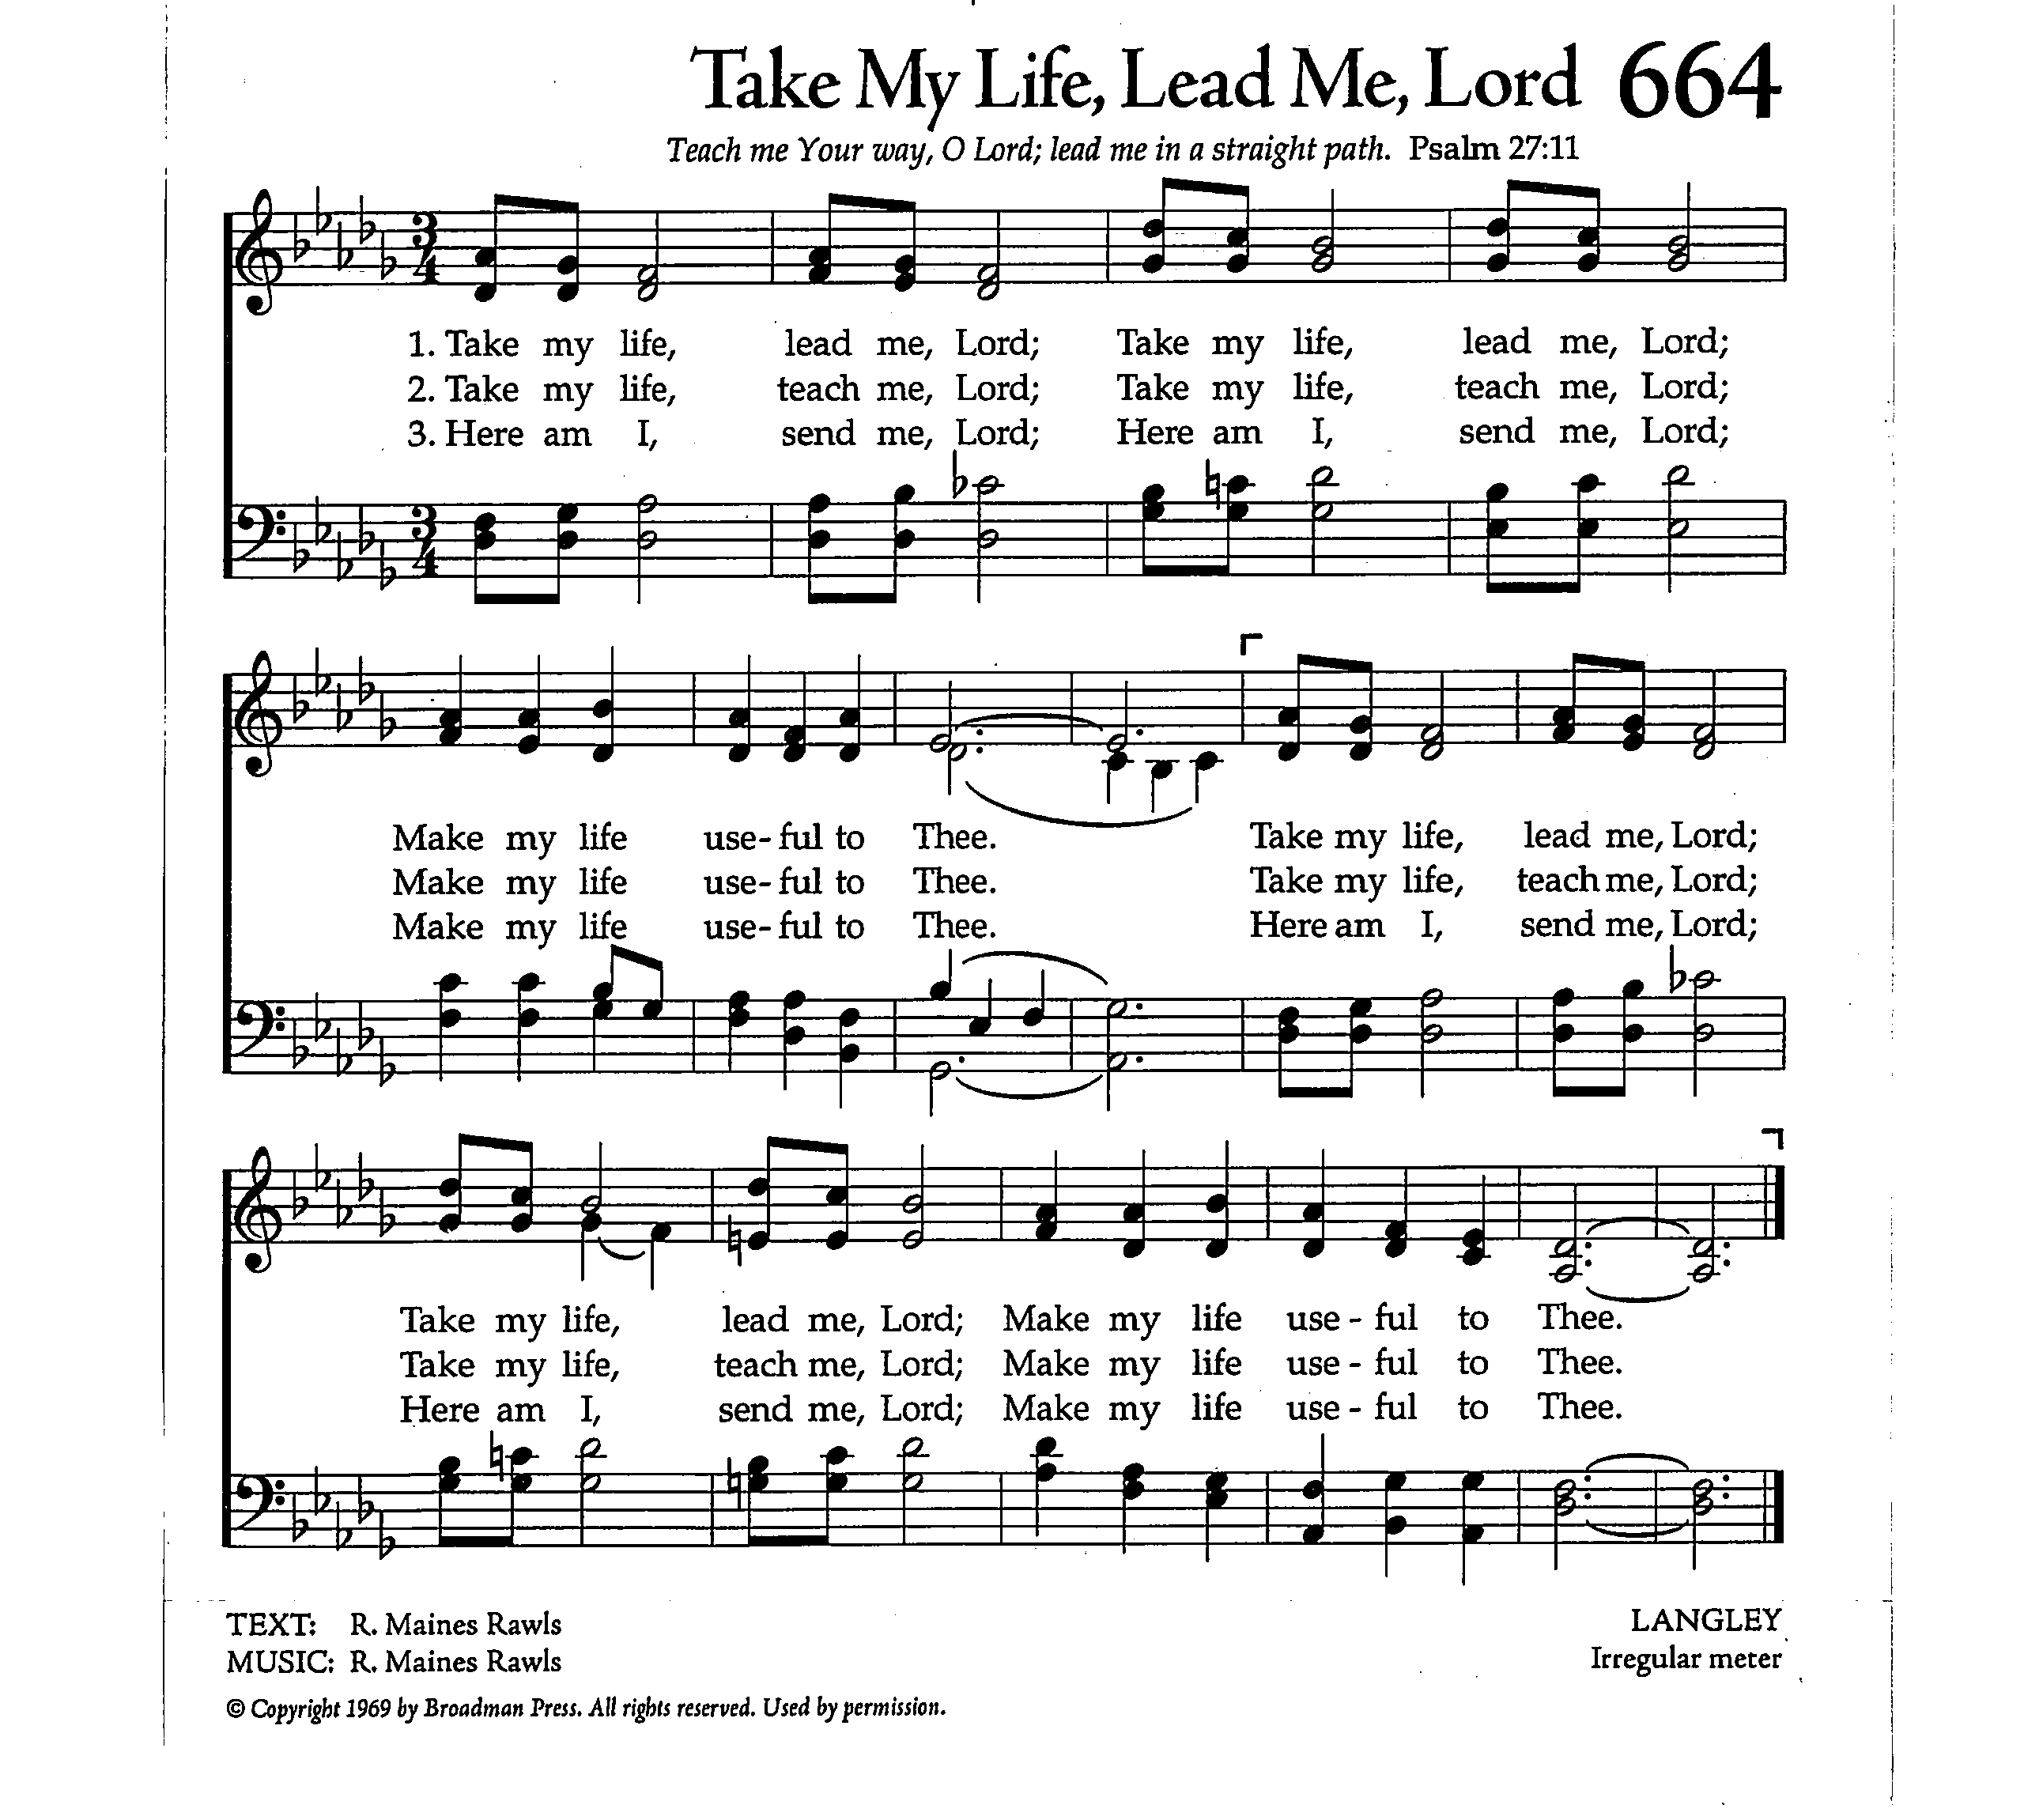 Take My Life, Lead Me, Lord 664
Teach me Your way, O Lord; lead me in a straight path. Psalm 27:11
3
4
1. Take my life, lead me, Lord; Take my life, lead me, Lord;
2. Take my life, teach me, Lord; Take my life, teach me, Lord;
3. Here am I, send me, Lord; Here am I, send me, Lord;
3
4
Make my life use- ful to Thee. Take my life, lead me, Lord;
Make my life use- ful to Thee. Take my life, teach me, Lord;
Make my life use- ful to Thee. Here am I, send me, Lord;
Take my life, lead me, Lord; Make my life use - ful to Thee.
Take my life, teach me, Lord; Make my life use - ful to Thee.
Here am I, send me, Lord; Make my life use - ful to Thee.
TEXT: R. Maines Rawls
MUSIC: R. Maines Rawls
LANGLEY
Irregular meter
© Copyright 1969 by Broadman Press. All rights reserved. Used by permission.